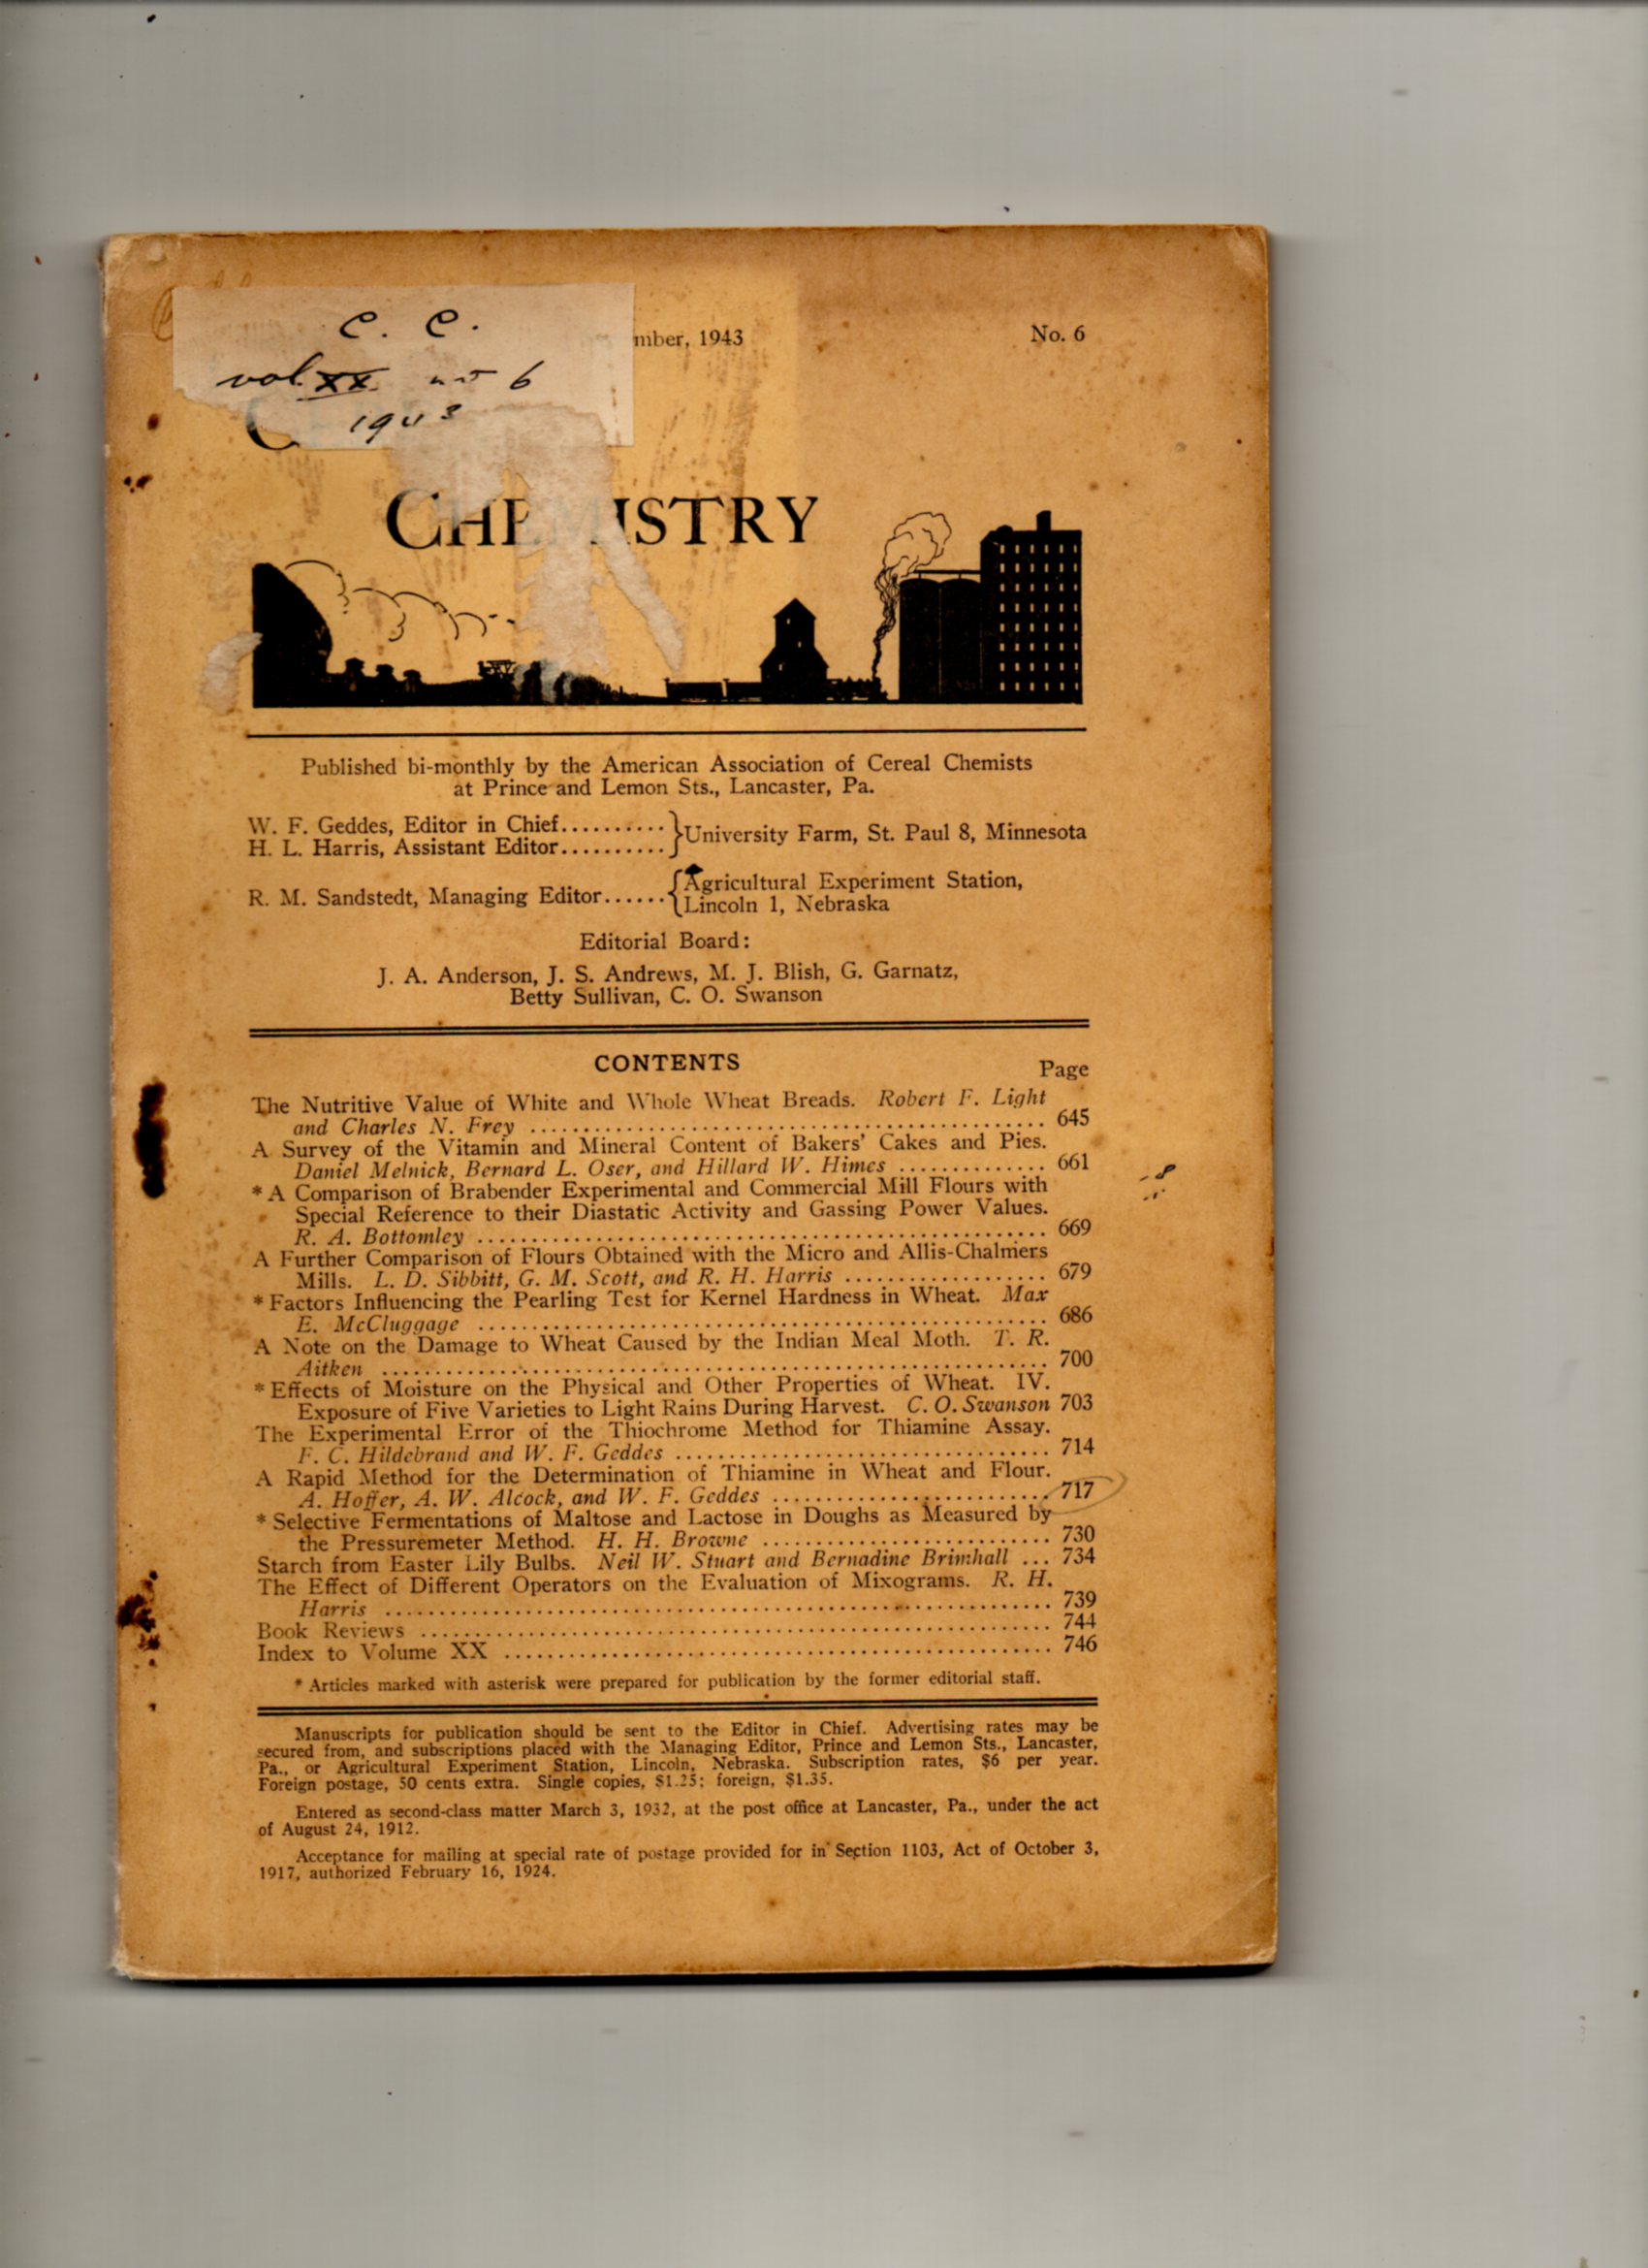 C. C.
vol. XX no 6
1943
mber, 1943 No. 6
CHEMISTRY
Published bi-monthly by the American Association of Cereal Chemists
at Prince and Lemon Sts., Lancaster, Pa.
W. F. Geddes, Editor in Chief..........
H. L. Harris, Assistant Editor..........
}University Farm, St. Paul 8, Minnesota
R. M. Sandstedt, Managing Editor......{Agricultural Experiment Station,
Lincoln 1, Nebraska
Editorial Board:
J. A. Anderson, J. S. Andrews, M. J. Blish, G. Garnatz,
Betty Sullivan, C. O. Swanson
CONTENTS
Page
The Nutritive Value of White and Whole Wheat Breads. Robert F. Light
and Charles N. Frey .......... 645
A Survey of the Vitamin and Mineral Content of Bakers' Cakes and Pies.
Daniel Melnick, Bernard L. Oser, and Hillard W. Himes .......... 661
*A Comparison of Brabender Experimental and Commercial Mill Flours with
Special Reference to their Diastatic Activity and Gassing Power Values.
R. A. Bottomley .......... 669
A Further Comparison of Flours Obtained with the Micro and Allis-Chalmers
Mills. L. D. Sibbitt, G. M. Scott, and R. H. Harris .......... 679
*Factors Influencing the Pearling Test for Kernel Hardness in Wheat. Max
E. McCluggage .......... 686
A Note on the Damage to Wheat Caused by the Indian Meal Moth. T. R.
Aitken .......... 700
*Effects of Moisture on the Physical and Other Properties of Wheat. IV.
Exposure of Five Varieties to Light Rains During Harvest. C. O. Swanson 703
The Experimental Error of the Thiochrome Method for Thiamine Assay.
F. C. Hildebrand and W. F. Geddes .......... 714
A Rapid Method for the Determination of Thiamine in Wheat and Flour.
A. Hoffer, A. W. Alcock, and W. F. Geddes .......... 717
*Selective Fermentations of Maltose and Lactose in Doughs as Measured by
the Pressuremeter Method. H. H. Browne .......... 730
Starch from Easter Lily Bulbs. Neil W. Stuart and Bernadine Brimhall ... 734
The Effect of Different Operators on the Evaluation of Mixograms. R. H.
Harris .......... 739
Book Reviews .......... 744
Index to Volume XX .......... 746
* Articles marked with asterisk were prepared for publication by the former editorial staff.
Manuscripts for publication should be sent to the Editor in Chief. Advertising rates may be
secured from, and subscriptions placed with the Managing Editor, Prince and Lemon Sts., Lancaster,
Pa., or Agricultural Experiment Station, Lincoln, Nebraska. Subscription rates, $6 per year.
Foreign postage, 50 cents extra. Single copies, $1.25; foreign, $1.35.
Entered as second-class matter March 3, 1932, at the post office at Lancaster, Pa., under the act
of August 24, 1912.
Acceptance for mailing at special rate of postage provided for in Section 1103, Act of October 3,
1917, authorized February 16, 1924.